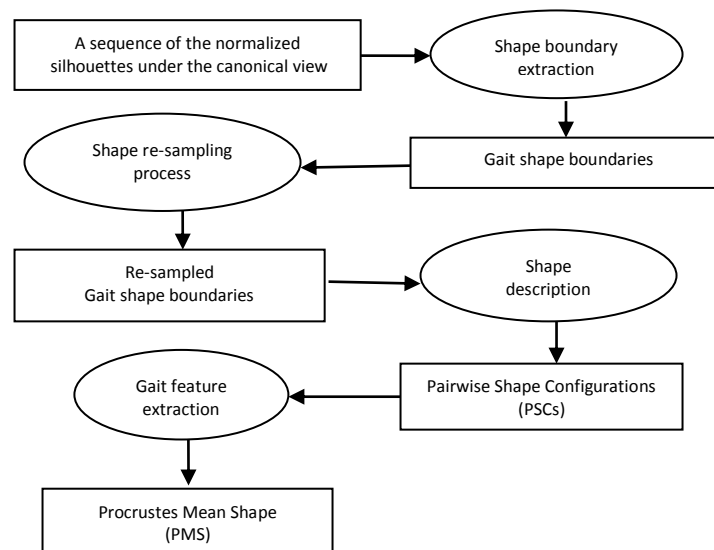 A sequence of the normalized
silhouettes under the canonical view
Shape boundary
extraction
Shape re-sampling
process
Gait shape boundaries
Re-sampled
Gait shape boundaries
Shape
description
Gait feature
extraction
Pairwise Shape Configurations
(PSCs)
Procrustes Mean Shape
(PMS)